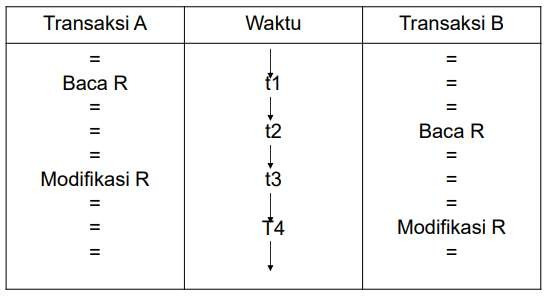 Transaksi A Waktu Transaksi B
= =
Baca R t1 =
= =
= t2 Baca R
= =
Modifikasi R t3 =
= =
= T4 Modifikasi R
= =